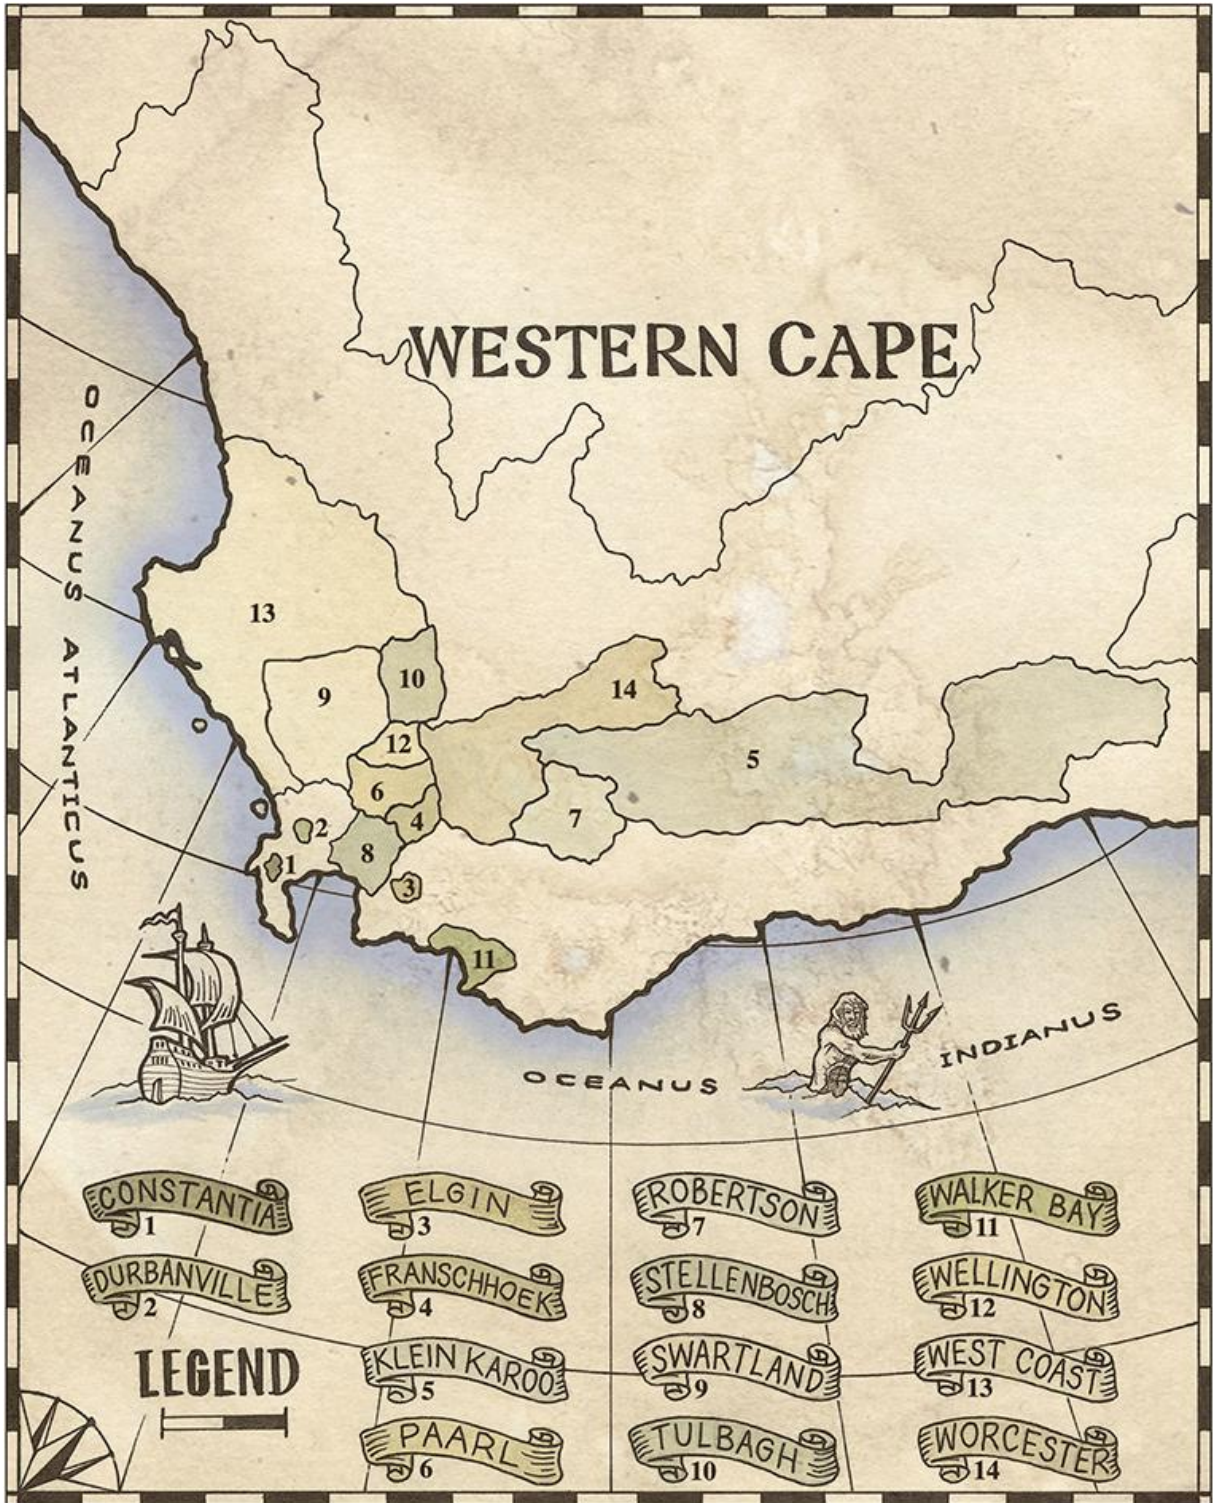 WESTERN CAPE
OCEANUS ATLANTICUS
13
9
10
14
12
5
6
4
7
2
8
1
3
11
OCEANUS INDIANUS
CONSTANTIA
1
DURBANVILLE
2
LEGEND
ELGIN
3
FRANSCHHOEK
4
KLEIN KAROO
5
PAARL
6
ROBERTSON
7
STELLENBOSCH
8
SWARTLAND
9
TULBAGH
10
WALKER BAY
11
WELLINGTON
12
WEST COAST
13
WORCESTER
14